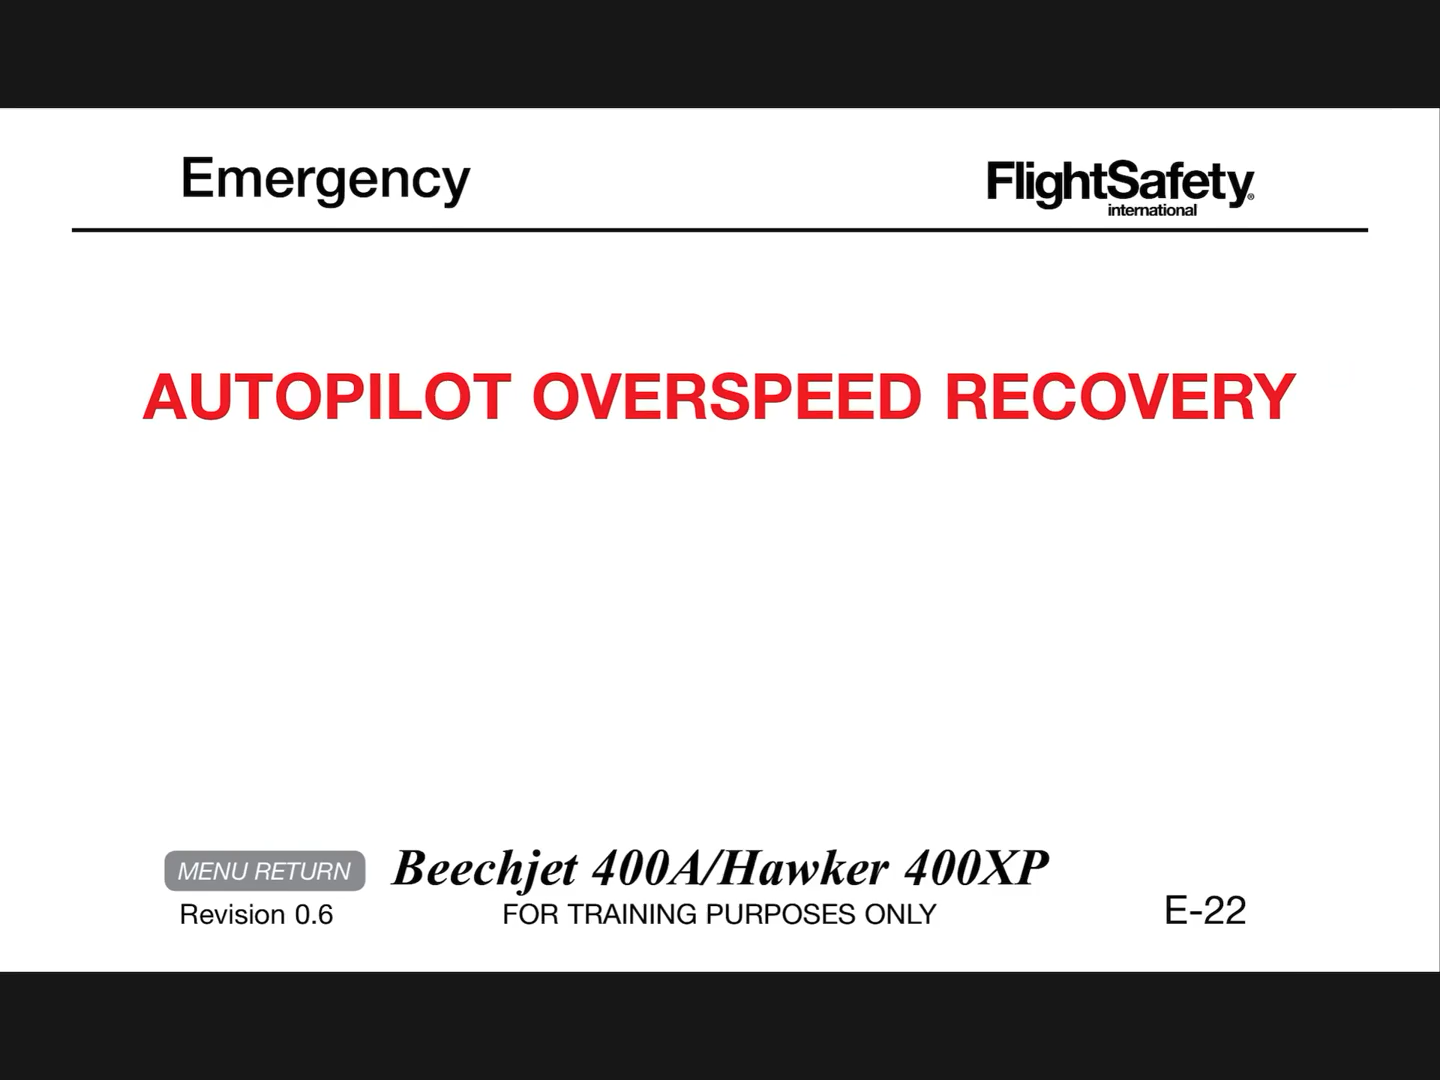 Emergency
FlightSafety®
international
AUTOPILOT OVERSPEED RECOVERY
MENU RETURN
Beechjet 400A/Hawker 400XP
Revision 0.6
FOR TRAINING PURPOSES ONLY
E-22